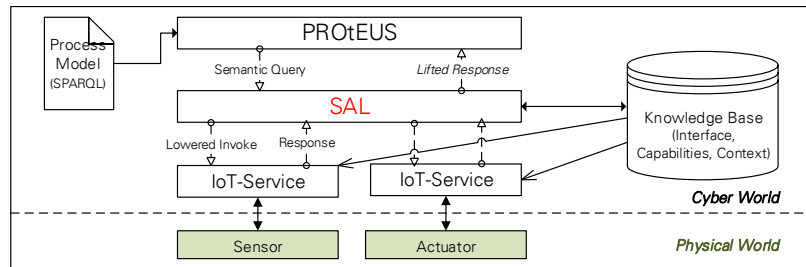 PROtEUS
Process
Model
(SPARQL)
Semantic Query
Lifted Response
SAL
Lowered Invoke
Response
Knowledge Base
(Interface,
Capabilities, Context)
IoT-Service
IoT-Service
Cyber World
Sensor
Actuator
Physical World